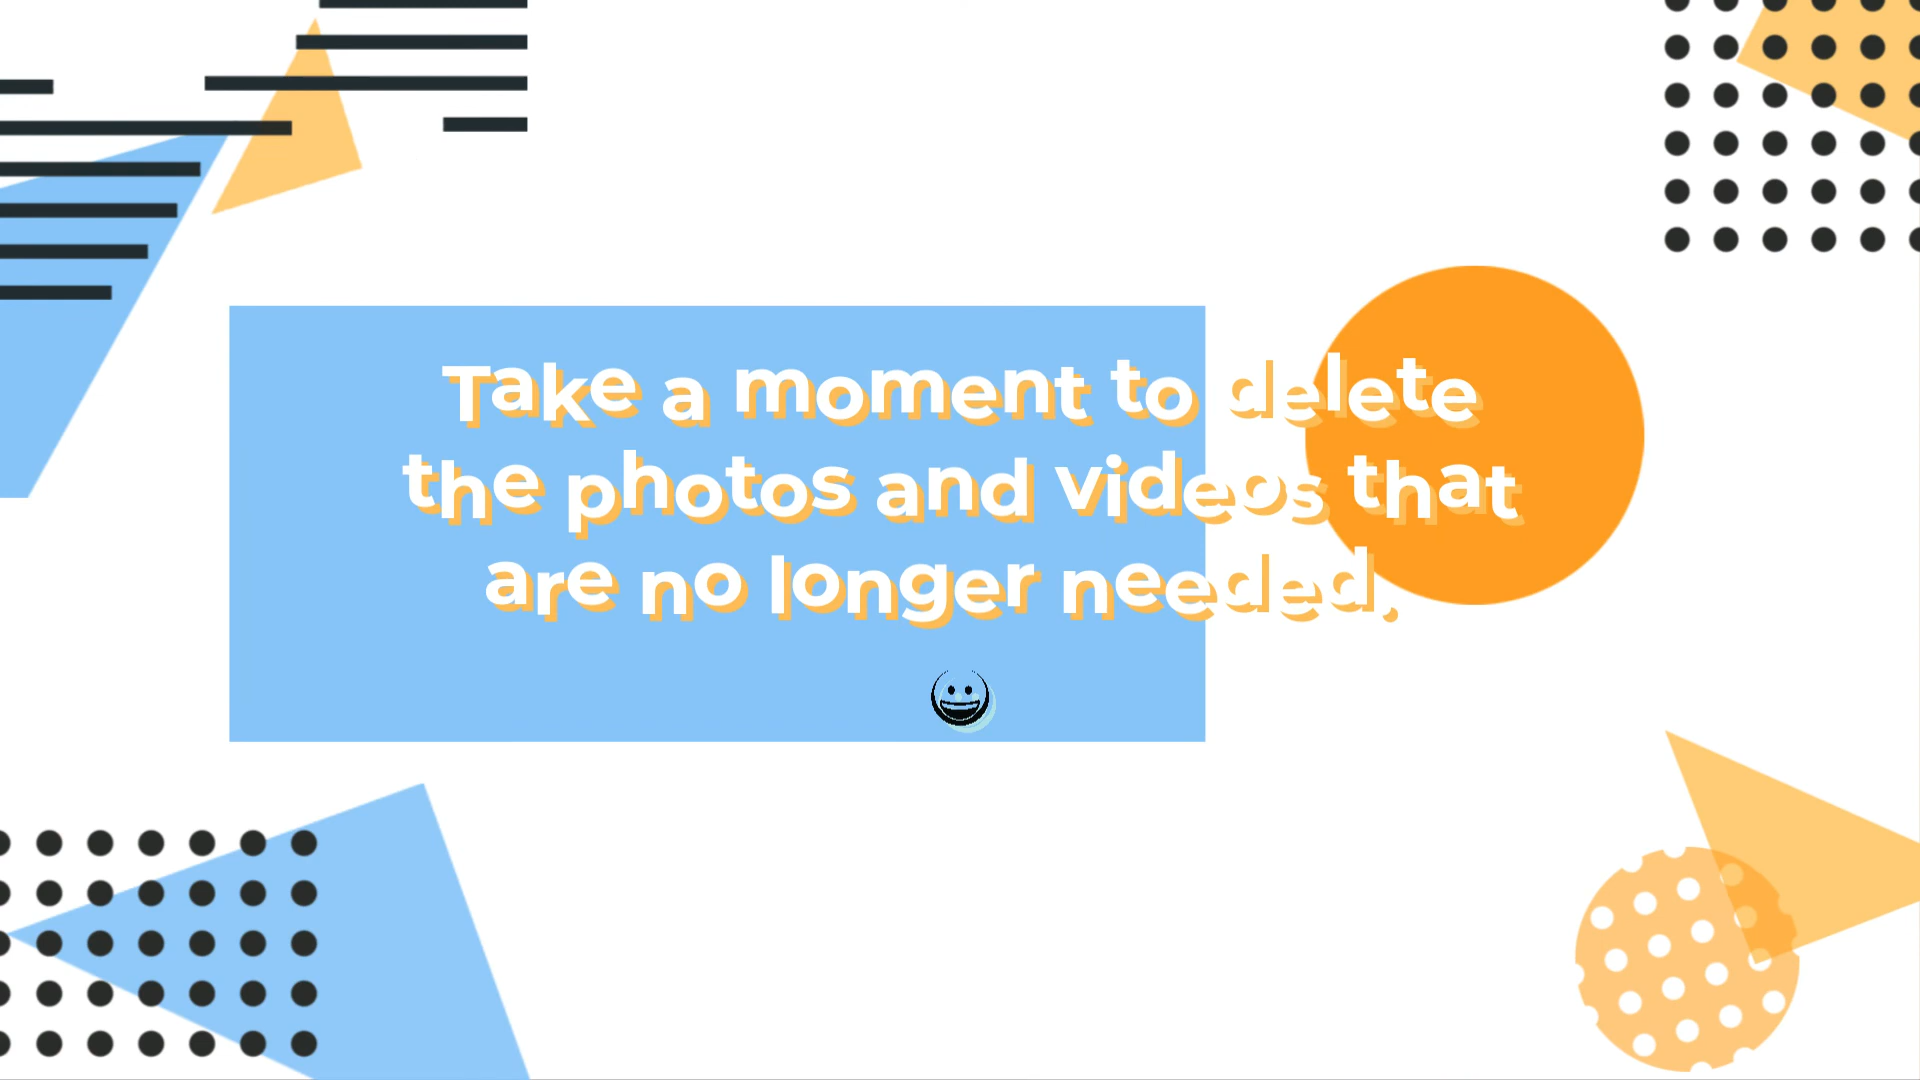 Take a moment to delete
the photos and videos that
are no longer needed.
😀